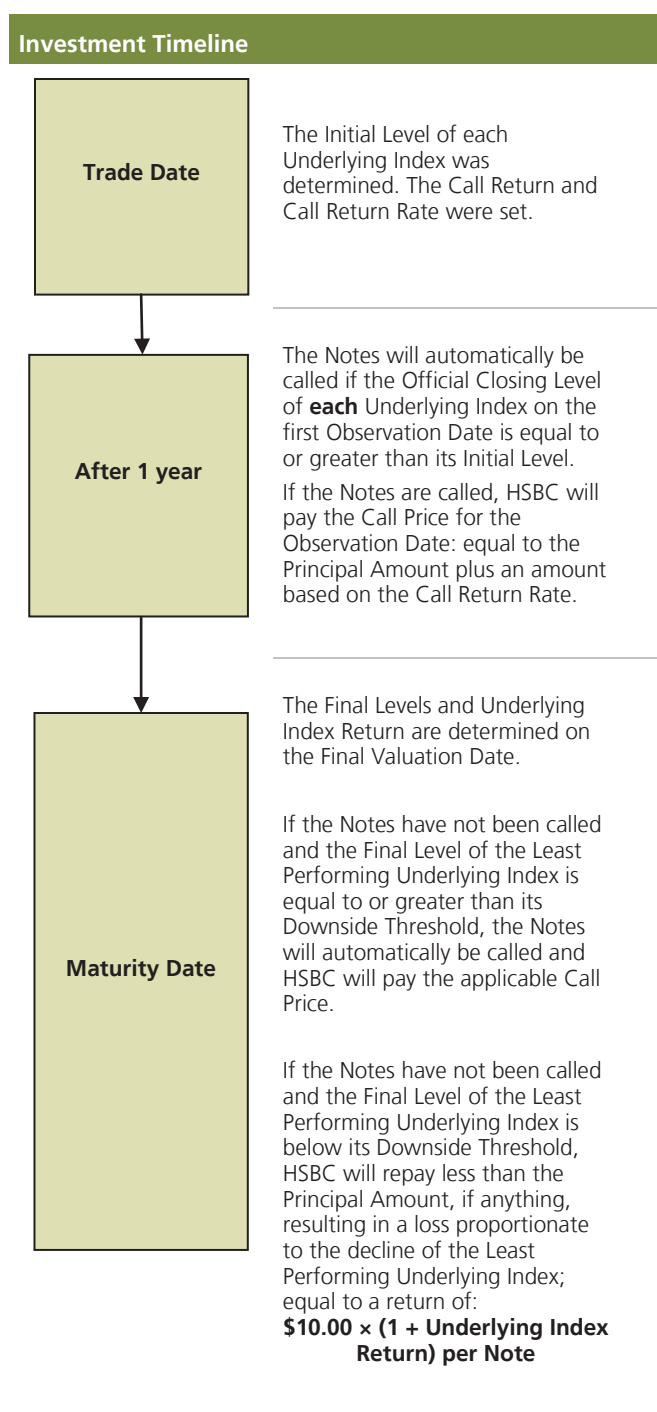 Investment Timeline
Trade Date
The Initial Level of each
Underlying Index was
determined. The Call Return and
Call Return Rate were set.
After 1 year
The Notes will automatically be
called if the Official Closing Level
of each Underlying Index on the
first Observation Date is equal to
or greater than its Initial Level.
If the Notes are called, HSBC will
pay the Call Price for the
Observation Date: equal to the
Principal Amount plus an amount
based on the Call Return Rate.
Maturity Date
The Final Levels and Underlying
Index Return are determined on
the Final Valuation Date.
If the Notes have not been called
and the Final Level of the Least
Performing Underlying Index is
equal to or greater than its
Downside Threshold, the Notes
will automatically be called and
HSBC will pay the applicable Call
Price.
If the Notes have not been called
and the Final Level of the Least
Performing Underlying Index is
below its Downside Threshold,
HSBC will repay less than the
Principal Amount, if anything,
resulting in a loss proportionate
to the decline of the Least
Performing Underlying Index;
equal to a return of:
$10.00 × (1 + Underlying Index
Return) per Note